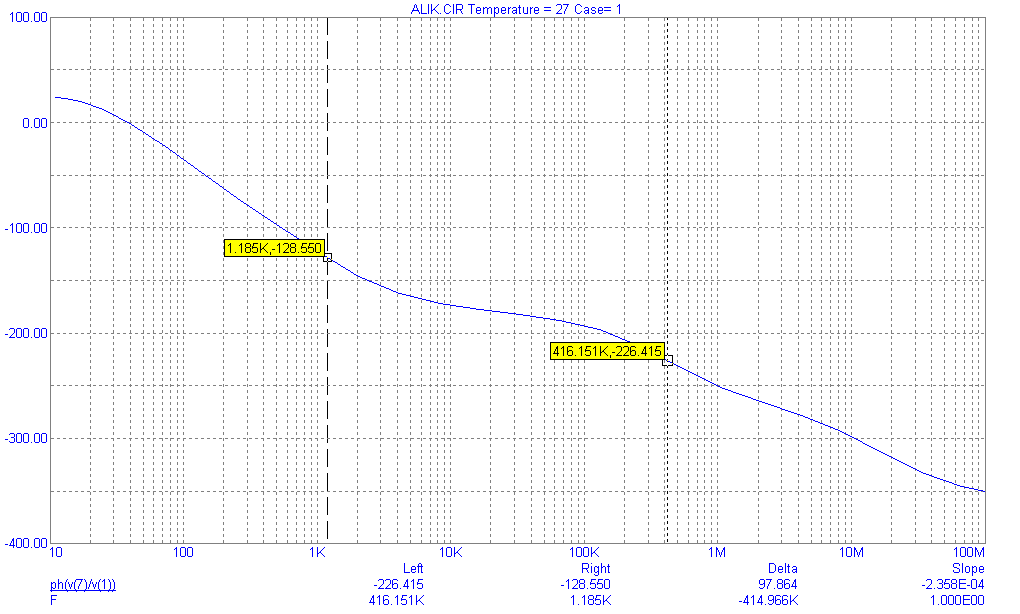 ALIK.CIR Temperature = 27 Case= 1
100.00
0.00
-100.00
1.185K,-128.550
-200.00
416.151K,-226.415
-300.00
-400.00
10 100 1K 10K 100K 1M 10M 100M
Left Right Delta Slope
ph(v(7)/v(1)) -226.415 -128.550 97.864 -2.358E-04
F 416.151K 1.185K -414.966K 1.000E00